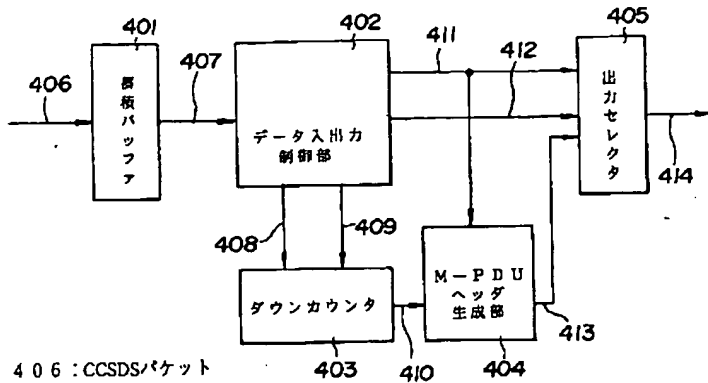 401
402
411
412
405
406
407
蓄積バッファ
データ入出力
制御部
出力セレクタ
414
408
409
ダウンカウンタ
M-PDU
ヘッダ
生成部
413
403
410
404
406:CCSDSパケット